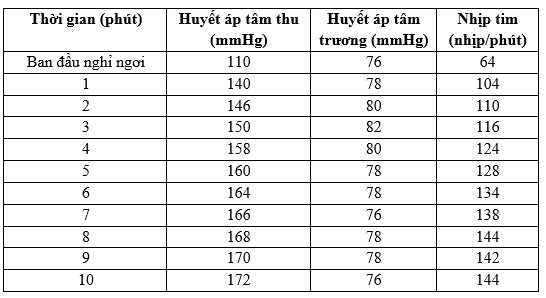 Thời gian (phút) Huyết áp tâm thu (mmHg) Huyết áp tâm trương (mmHg) Nhịp tim (nhịp/phút)
Ban đầu nghỉ ngơi 110 76 64
1 140 78 104
2 146 80 110
3 150 82 116
4 158 80 124
5 160 78 128
6 164 78 134
7 166 76 138
8 168 78 144
9 170 78 142
10 172 76 144